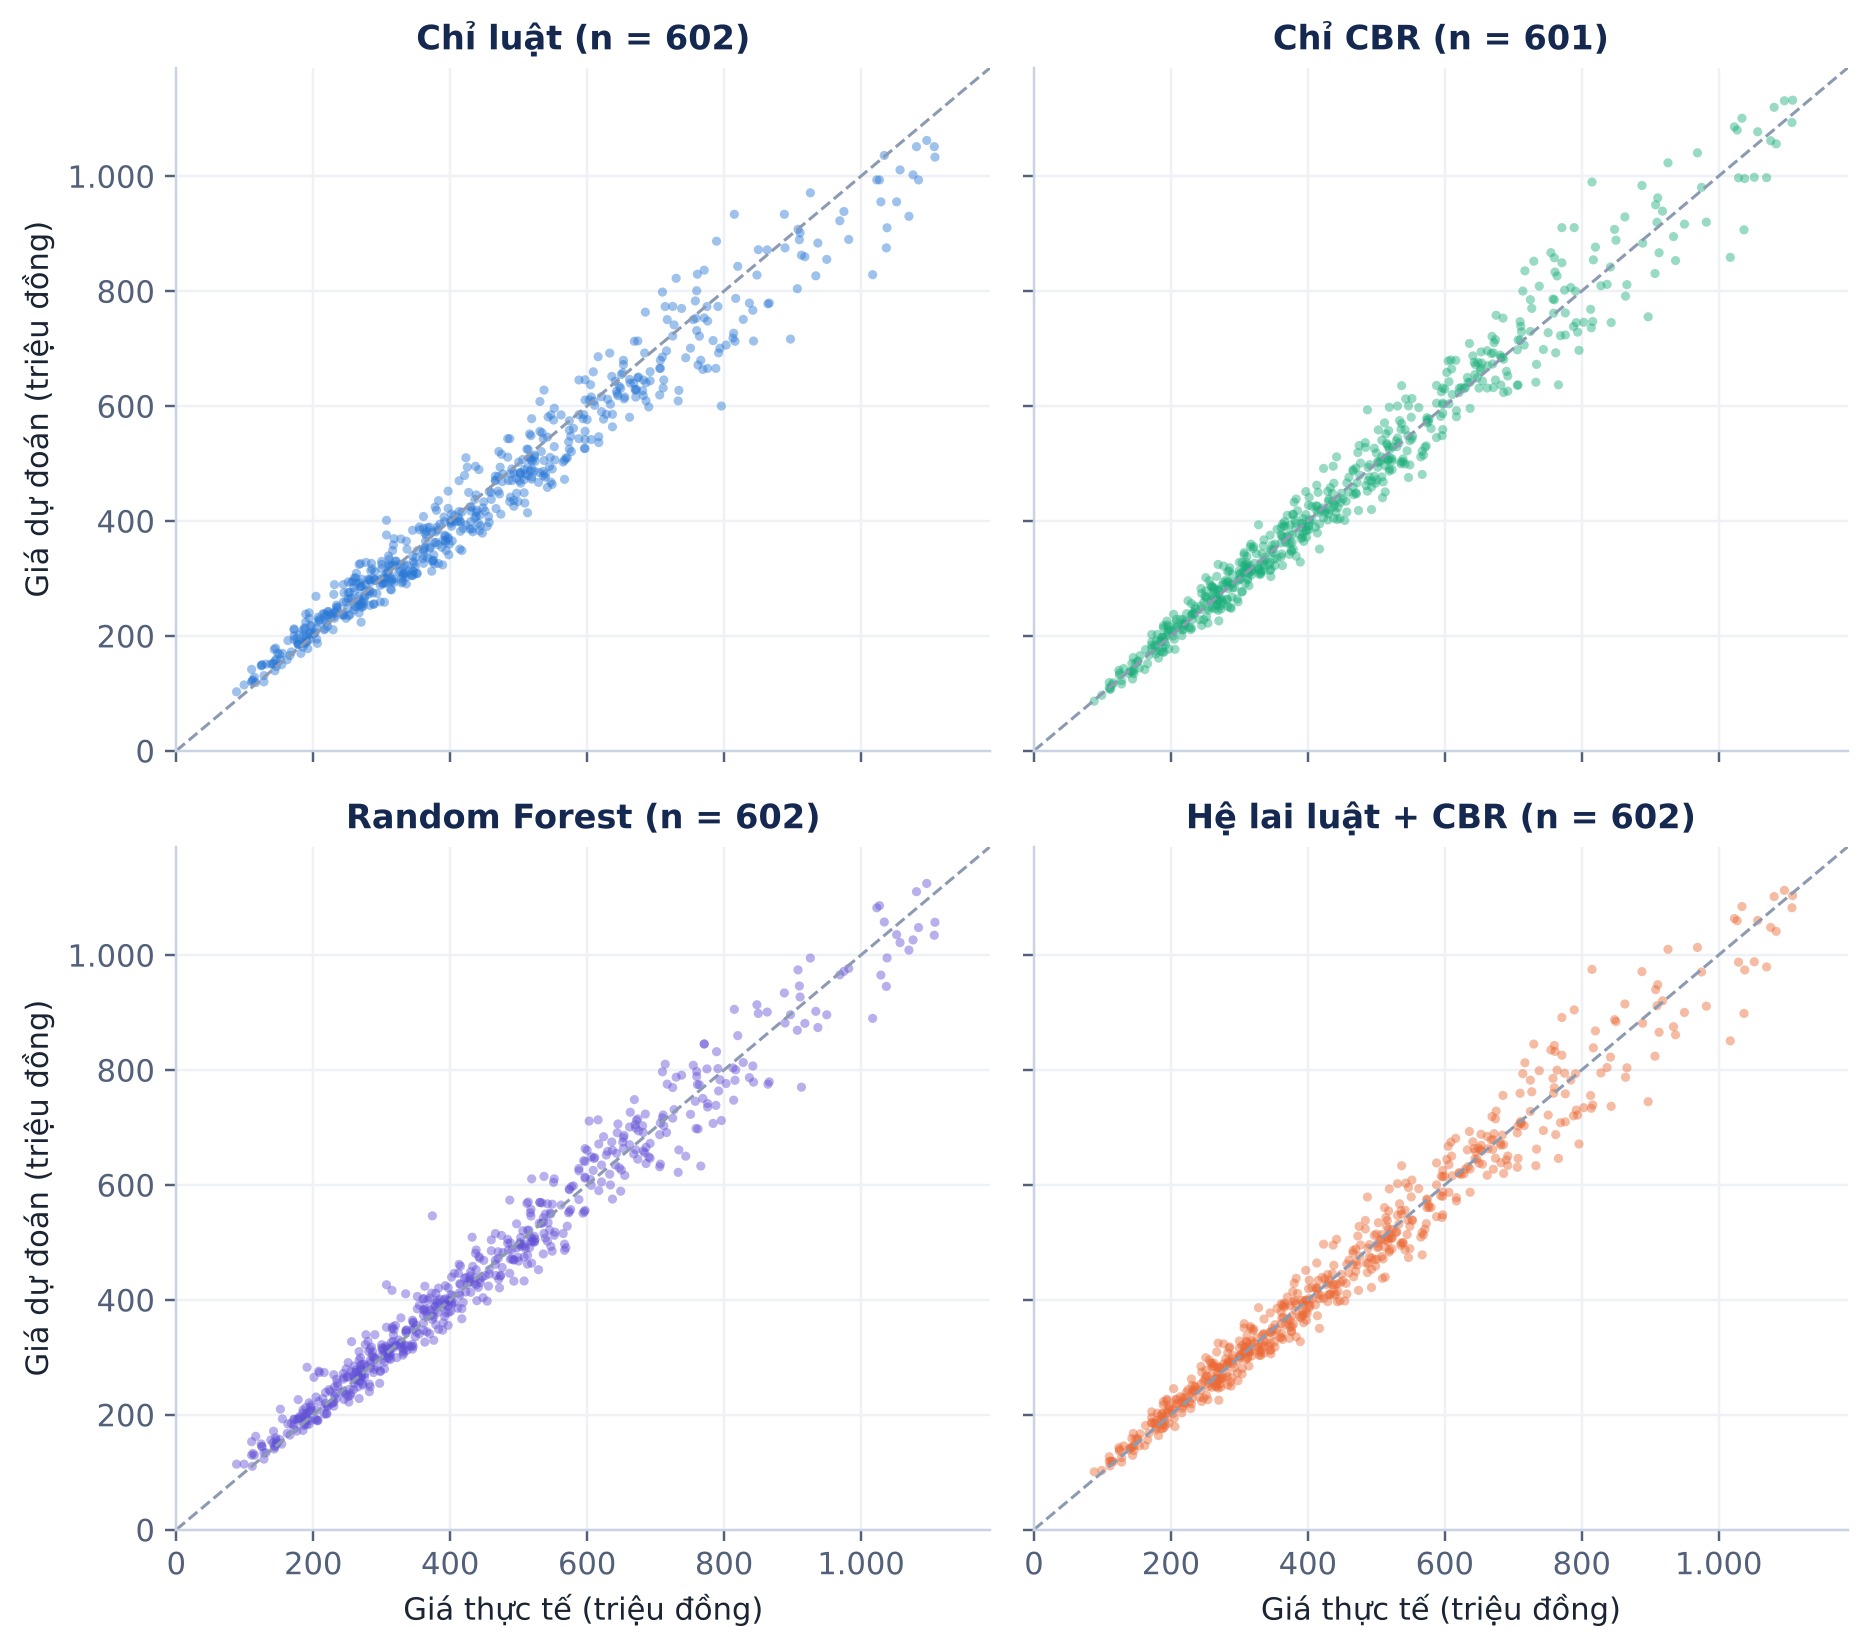 Chỉ luật (n = 602)
Chỉ CBR (n = 601)
Giá dự đoán (triệu đồng)
1.000
800
600
400
200
0
Random Forest (n = 602)
Hệ lai luật + CBR (n = 602)
Giá dự đoán (triệu đồng)
1.000
800
600
400
200
0
0 200 400 600 800 1.000
0 200 400 600 800 1.000
Giá thực tế (triệu đồng)
Giá thực tế (triệu đồng)